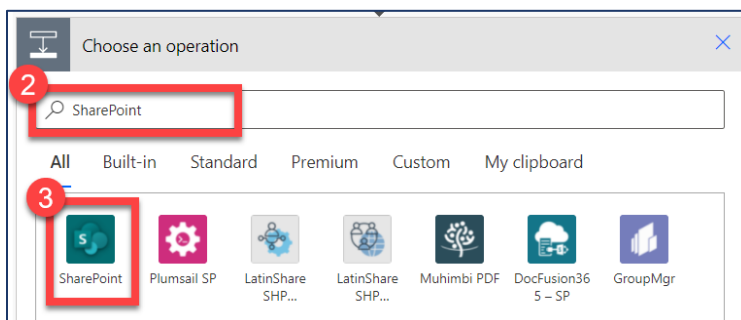 Choose an operation
2
SharePoint
All Built-in Standard Premium Custom My clipboard
3
S
SharePoint Plumsail SP LatinShare LatinShare Muhimbi PDF DocFusion36 GroupMgr
SHP... SHP... 5 – SP